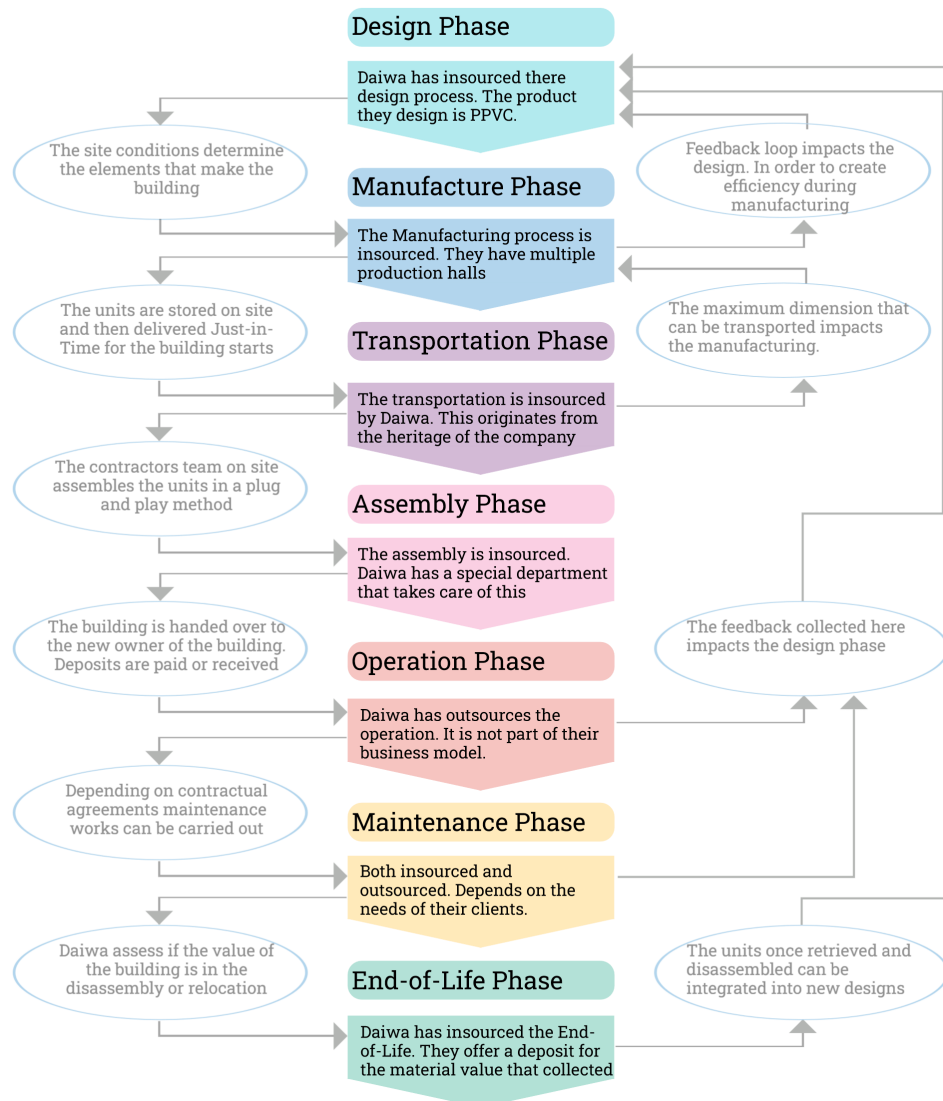 Design Phase
Daiwa has insourced there
design process. The product
they design is PPVC.
The site conditions determine
the elements that make the
building
Feedback loop impacts the
design. In order to create
efficiency during
manufacturing
Manufacture Phase
The Manufacturing process is
insourced. They have multiple
production halls
The units are stored on site
and then delivered Just-in-
Time for the building starts
The maximum dimension that
can be transported impacts
the manufacturing.
Transportation Phase
The transportation is insourced
by Daiwa. This originates from
the heritage of the company
The contractors team on site
assembles the units in a plug
and play method
Assembly Phase
The assembly is insourced.
Daiwa has a special department
that takes care of this
The building is handed over to
the new owner of the building.
Deposits are paid or received
The feedback collected here
impacts the design phase
Operation Phase
Daiwa has outsources the
operation. It is not part of their
business model.
Depending on contractual
agreements maintenance
works can be carried out
Maintenance Phase
Both insourced and
outsourced. Depends on the
needs of their clients.
Daiwa assess if the value of
the building is in the
disassembly or relocation
The units once retrieved and
disassembled can be
integrated into new designs
End-of-Life Phase
Daiwa has insourced the End-
of-Life. They offer a deposit for
the material value that collected